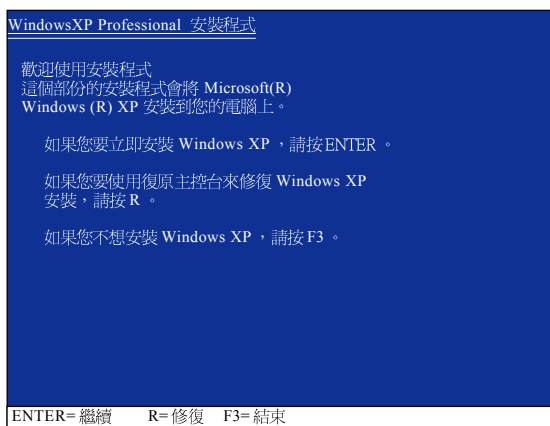 WindowsXP Professional 安裝程式
歡迎使用安裝程式
這個部份的安裝程式會將 Microsoft(R)
Windows (R) XP 安裝到您的電腦上。
如果您要立即安裝 Windows XP ,請按ENTER 。
如果您要使用復原主控台來修復 Windows XP
安裝,請按 R 。
如果您不想安裝 Windows XP ,請按 F3 。
ENTER= 繼續 R= 修復 F3= 結束